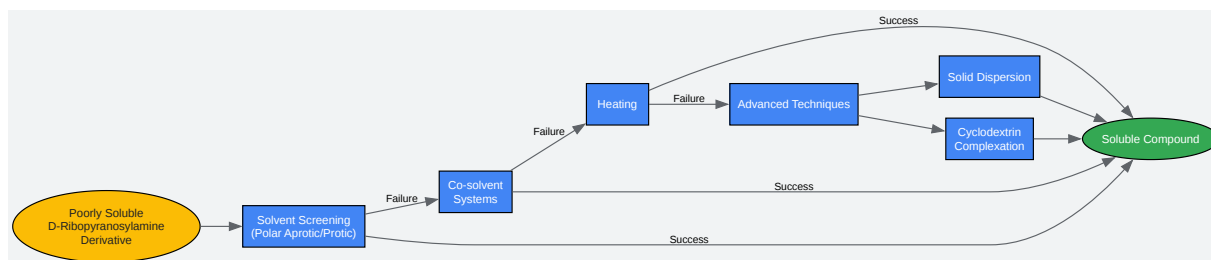 Poorly Soluble
D-Ribopyranosylamine
Derivative
Solvent Screening
(Polar Aprotic/Protic)
Failure
Success
Co-solvent
Systems
Failure
Success
Heating
Failure
Success
Advanced Techniques
Solid Dispersion
Cyclodextrin
Complexation
Soluble Compound